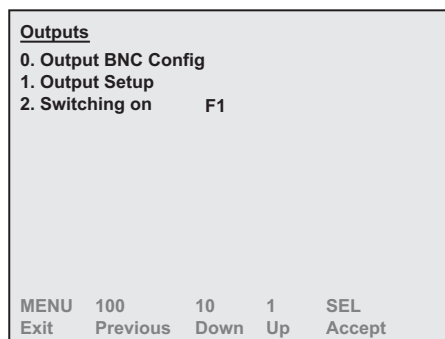 Outputs
0. Output BNC Config
1. Output Setup
2. Switching on F1
MENU 100 10 1 SEL
Exit Previous Down Up Accept